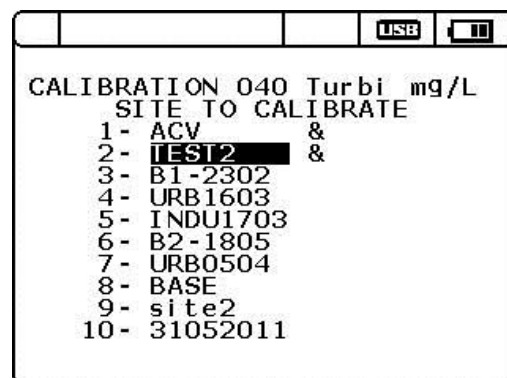 USB
CALIBRATION 040 Turbi mg/L
SITE TO CALIBRATE
1- ACV &
2- TEST2 &
3- B1-2302
4- URB1603
5- INDU1703
6- B2-1805
7- URB0504
8- BASE
9- site2
10- 31052011